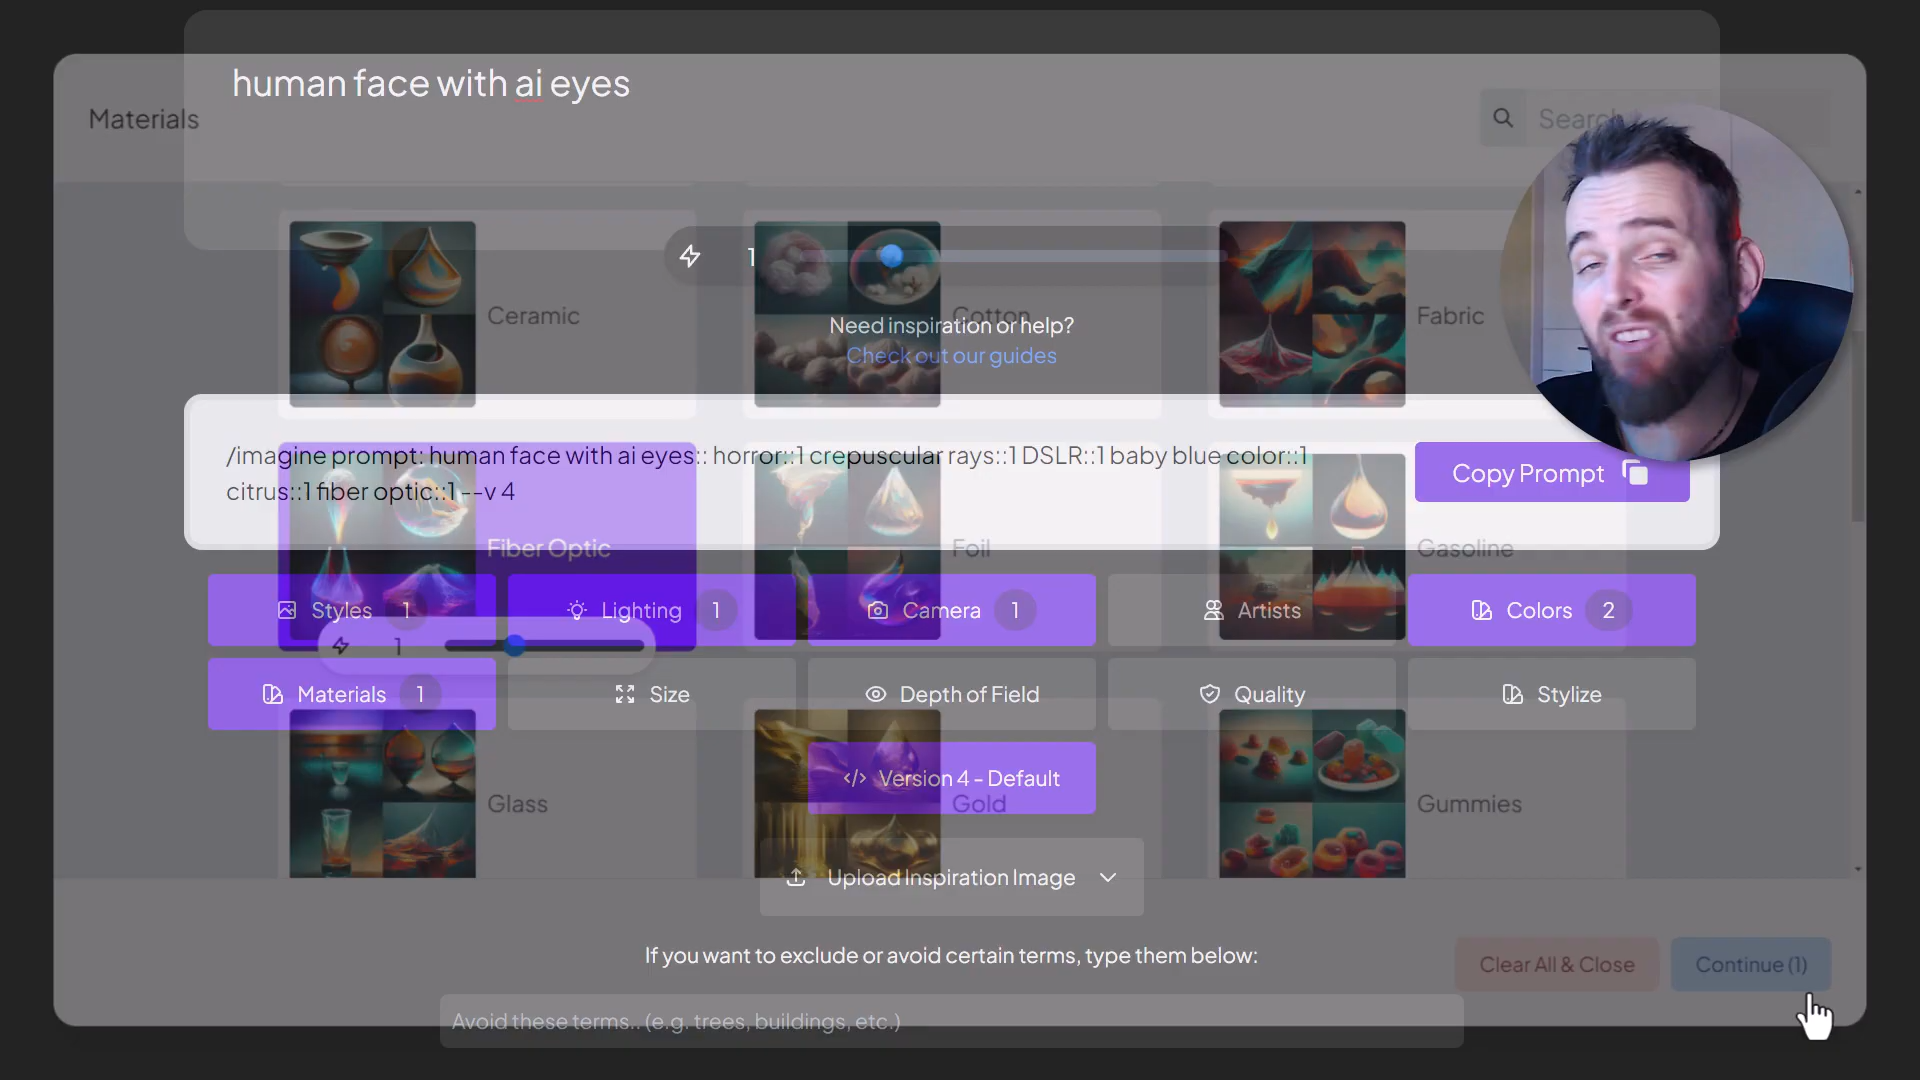 human face with ai eyes
Materials
Search
1
Ceramic
Cotton
Fabric
Need inspiration or help?
Check out our guides
/imagine prompt: human face with ai eyes:: horror::1 crepuscular rays::1 DSLR::1 baby blue color::1
citrus::1 fiber optic::1 --v 4
Copy Prompt
Fiber Optic
Foil
Gasoline
Styles 1
Lighting 1
Camera 1
Artists
Colors 2
1
Materials 1
Size
Depth of Field
Quality
Stylize
</> Version 4 - Default
Glass
Gold
Gummies
Upload Inspiration Image
If you want to exclude or avoid certain terms, type them below:
Clear All & Close
Continue (1)
Avoid these terms.. (e.g. trees, buildings, etc.)